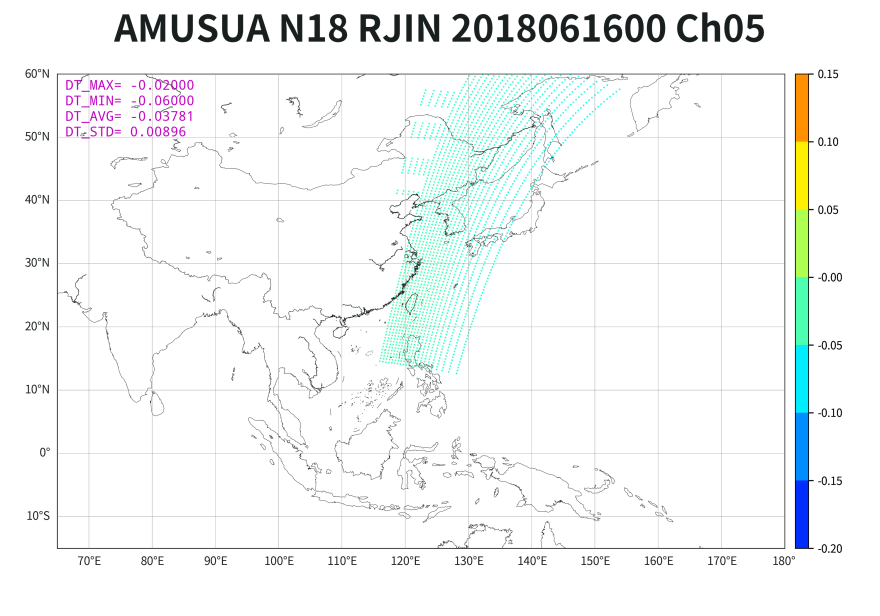 AMUSUA N18 RJIN 2018061600 Ch05
DT_MAX= -0.02000
DT_MIN= -0.06000
DT_AVG= -0.03781
DT_STD= 0.00896
60°N
50°N
40°N
30°N
20°N
10°N
0°
10°S
70°E
80°E
90°E
100°E
110°E
120°E
130°E
140°E
150°E
160°E
170°E
180°
0.15
0.10
0.05
-0.00
-0.05
-0.10
-0.15
-0.20